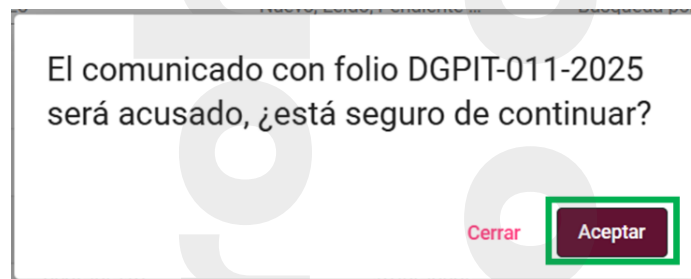 El comunicado con folio DGPIT-011-2025
será acusado, ¿está seguro de continuar?
Cerrar Aceptar